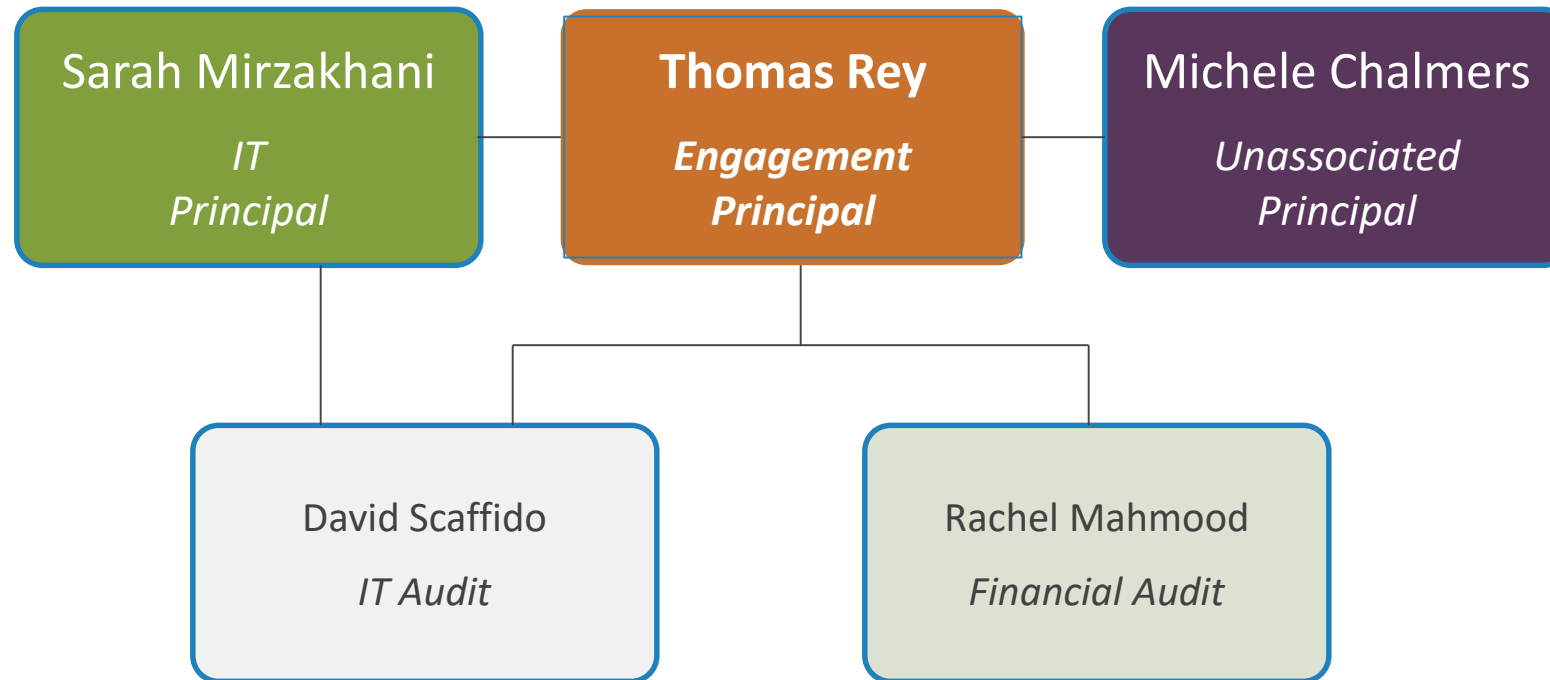 Sarah Mirzakhani
IT
Principal
Thomas Rey
Engagement
Principal
Michele Chalmers
Unassociated
Principal
David Scaffido
IT Audit
Rachel Mahmood
Financial Audit